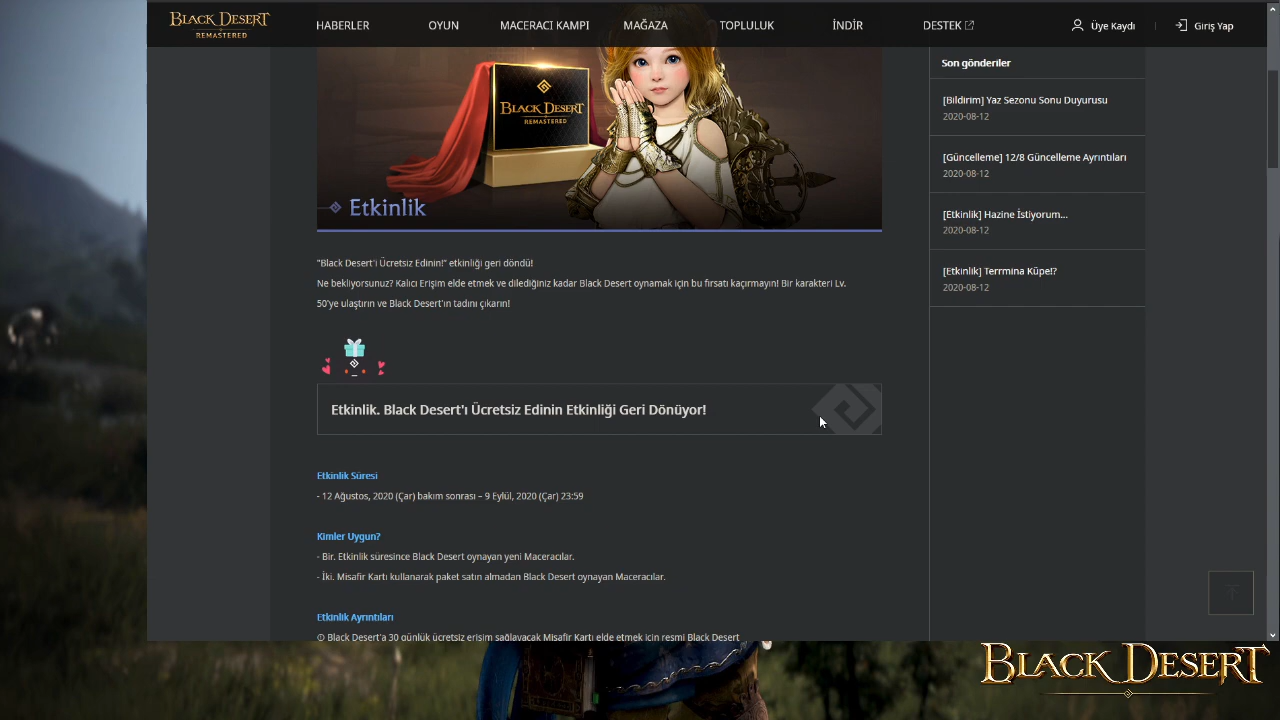 BLACK DESERT
REMASTERED
HABERLER
OYUN
MACERACI KAMPI
MAĞAZA
TOPLULUK
İNDİR
DESTEK
Üye Kaydı
Giriş Yap
BLACK DESERT
REMASTERED
Etkinlik
"Black Desert'i Ücretsiz Edinin!" etkinliği geri döndü!
Ne bekliyorsunuz? Kalıcı Erişim elde etmek ve dilediğiniz kadar Black Desert oynamak için bu fırsatı kaçırmayın! Bir karakteri Lv.
50'ye ulaştırın ve Black Desert'ın tadını çıkarın!
Etkinlik. Black Desert'ı Ücretsiz Edinin Etkinliği Geri Dönüyor!
Etkinlik Süresi
- 12 Ağustos, 2020 (Çar) bakım sonrası – 9 Eylül, 2020 (Çar) 23:59
Kimler Uygun?
- Bir. Etkinlik süresince Black Desert oynayan yeni Maceracılar.
- İki. Misafir Kartı kullanarak paket satın almadan Black Desert oynayan Maceracılar.
Etkinlik Ayrıntıları
① Black Desert'a 30 günlük ücretsiz erişim sağlayacak Misafir Kartı elde etmek için resmi Black Desert
Son gönderiler
[Bildirim] Yaz Sezonu Sonu Duyurusu
2020-08-12
[Güncelleme] 12/8 Güncelleme Ayrıntıları
2020-08-12
[Etkinlik] Hazine İstiyorum...
2020-08-12
[Etkinlik] Terrmina Küpe!?
2020-08-12
BLACK DESERT